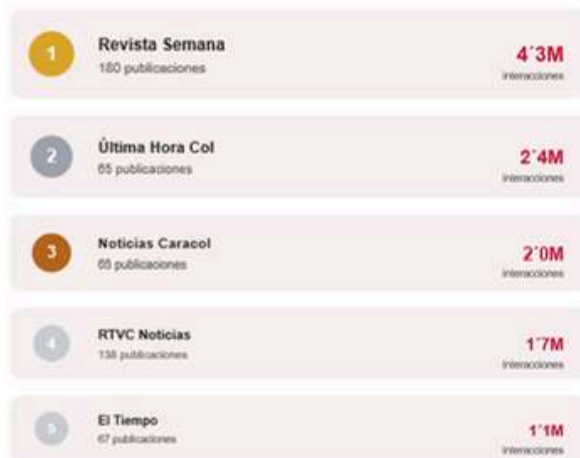 1
Revista Semana
180 publicaciones
4´3M
interacciones
2
Última Hora Col
65 publicaciones
2´4M
interacciones
3
Noticias Caracol
65 publicaciones
2´0M
interacciones
4
RTVC Noticias
138 publicaciones
1´7M
interacciones
5
El Tiempo
67 publicaciones
1´1M
interacciones